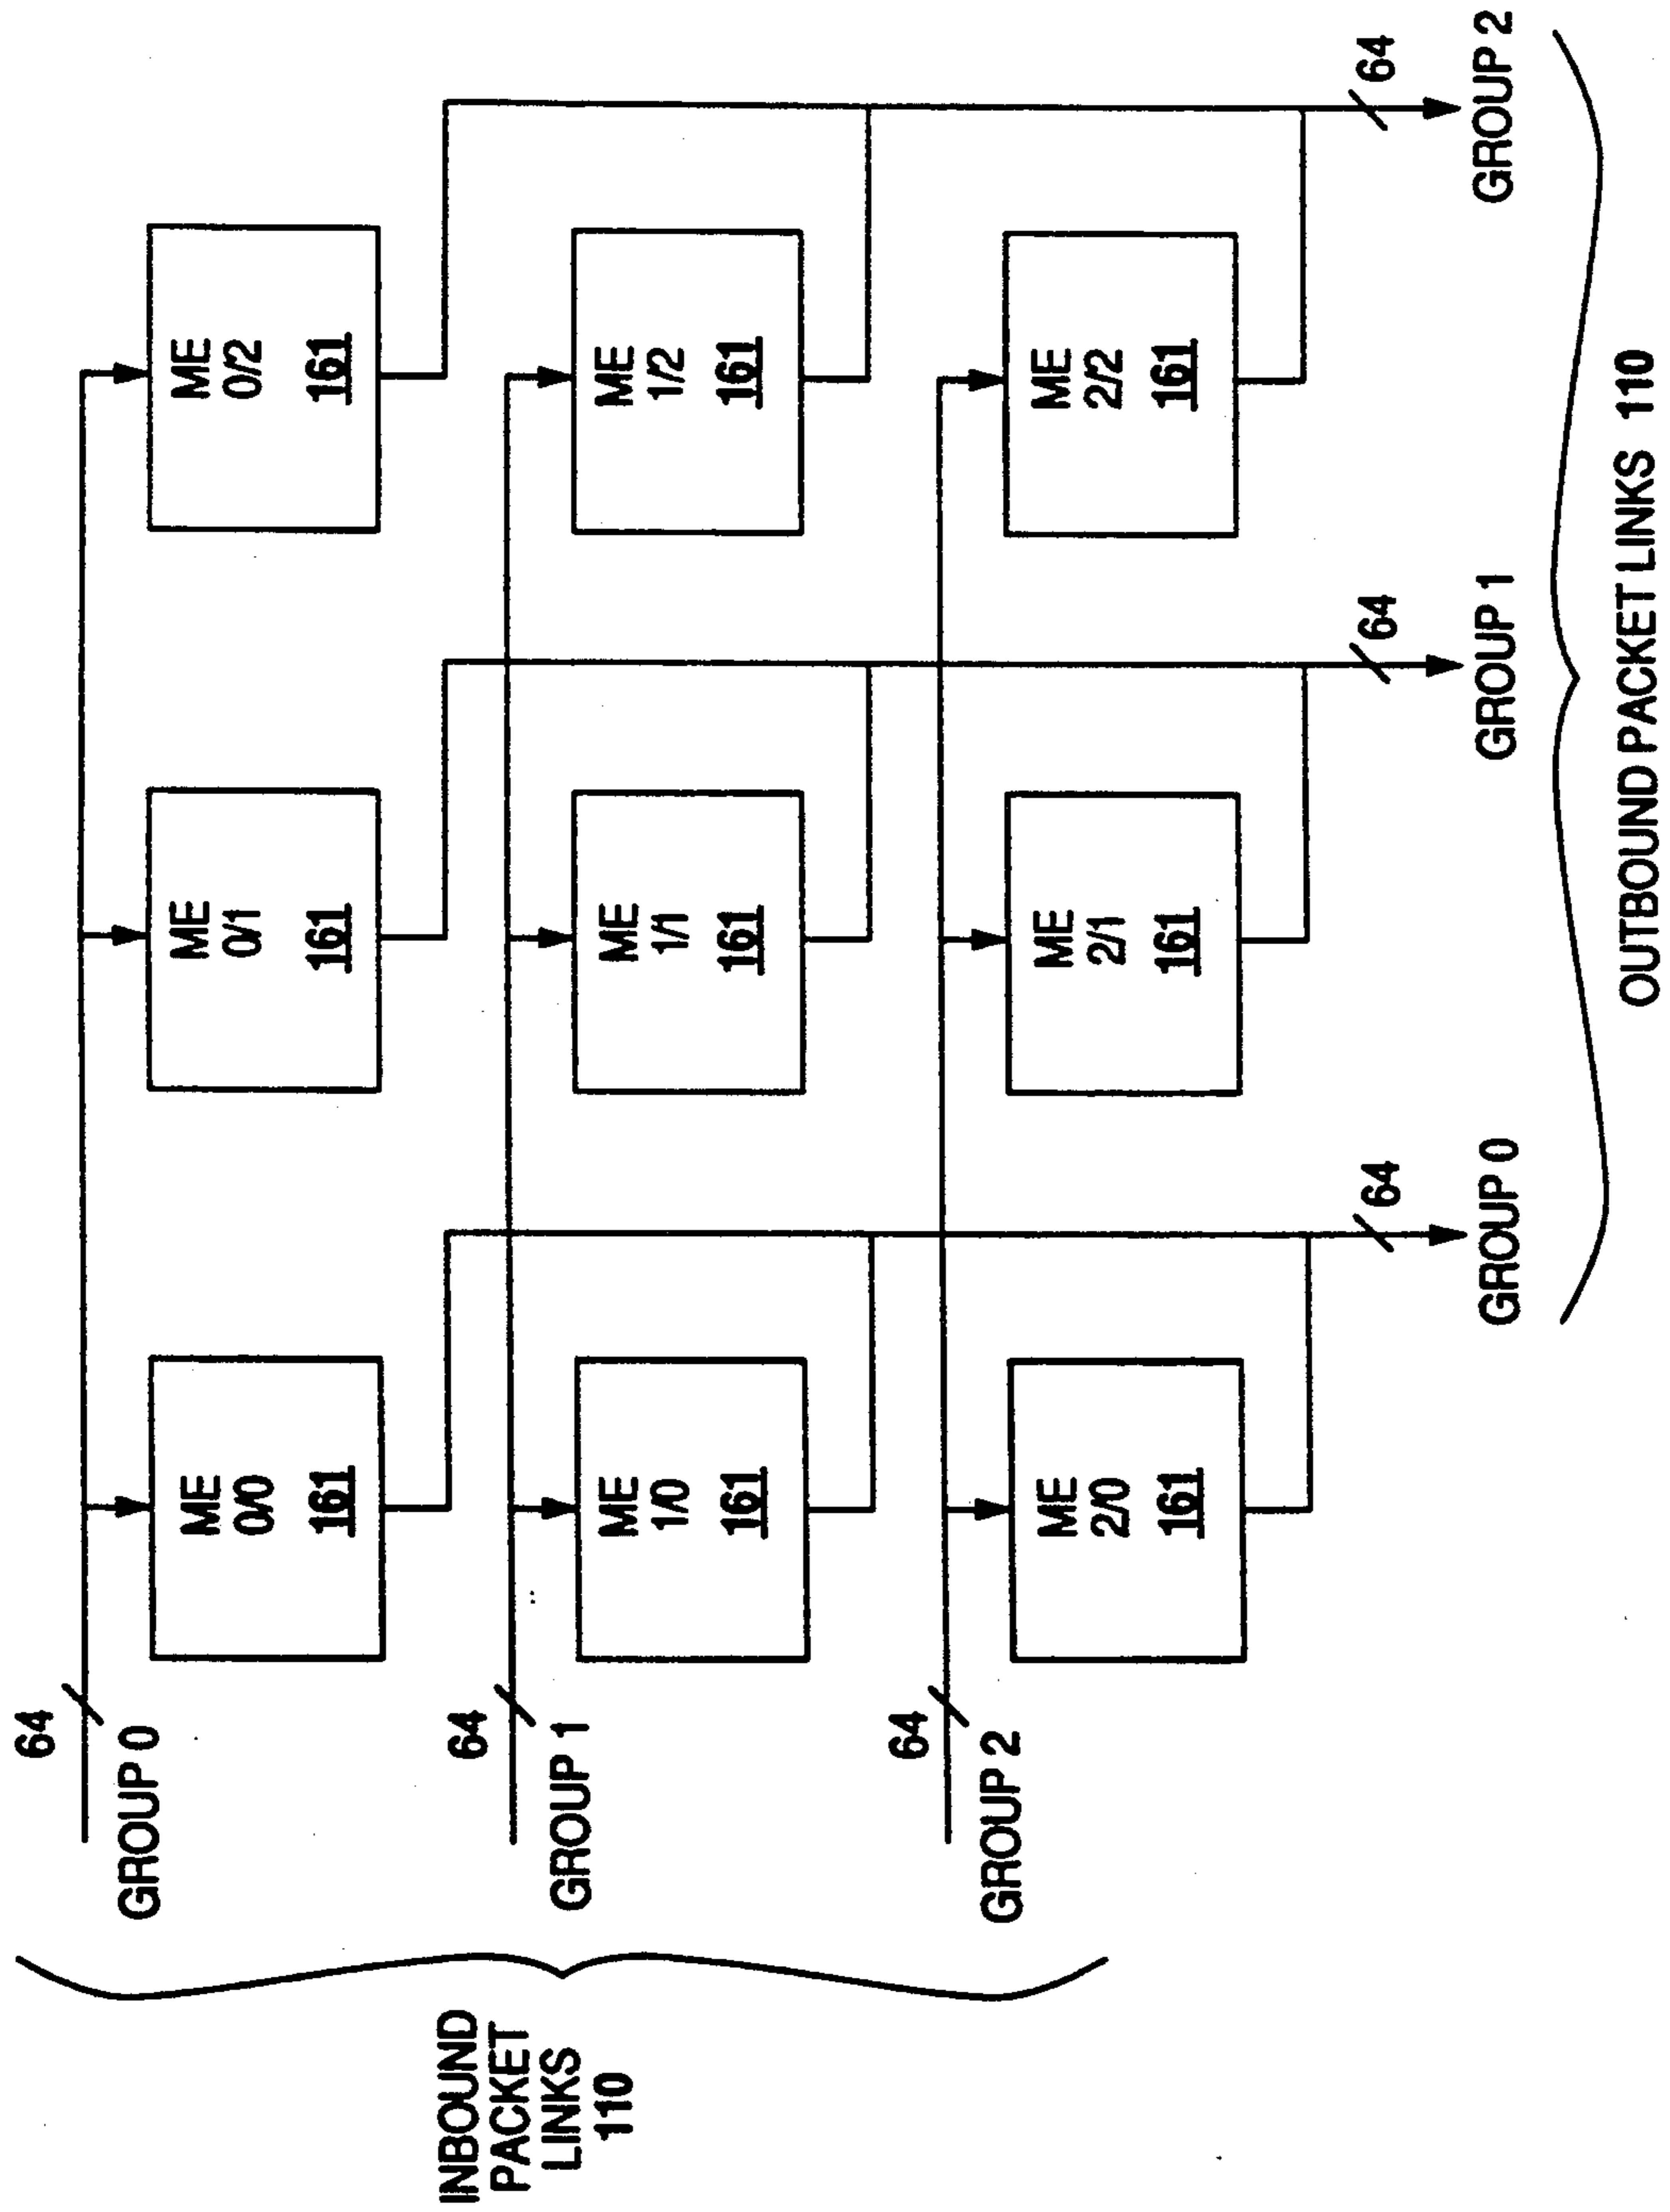 64
GROUP 0
ME
0/0
161
ME
0/1
161
ME
0/2
161
INBOUND
PACKET
LINKS
110
64
GROUP 1
ME
1/0
161
ME
1/1
161
ME
1/2
161
64
GROUP 2
ME
2/0
161
ME
2/1
161
ME
2/2
161
64
64
64
GROUP 0
GROUP 1
GROUP 2
OUTBOUND PACKET LINKS 110